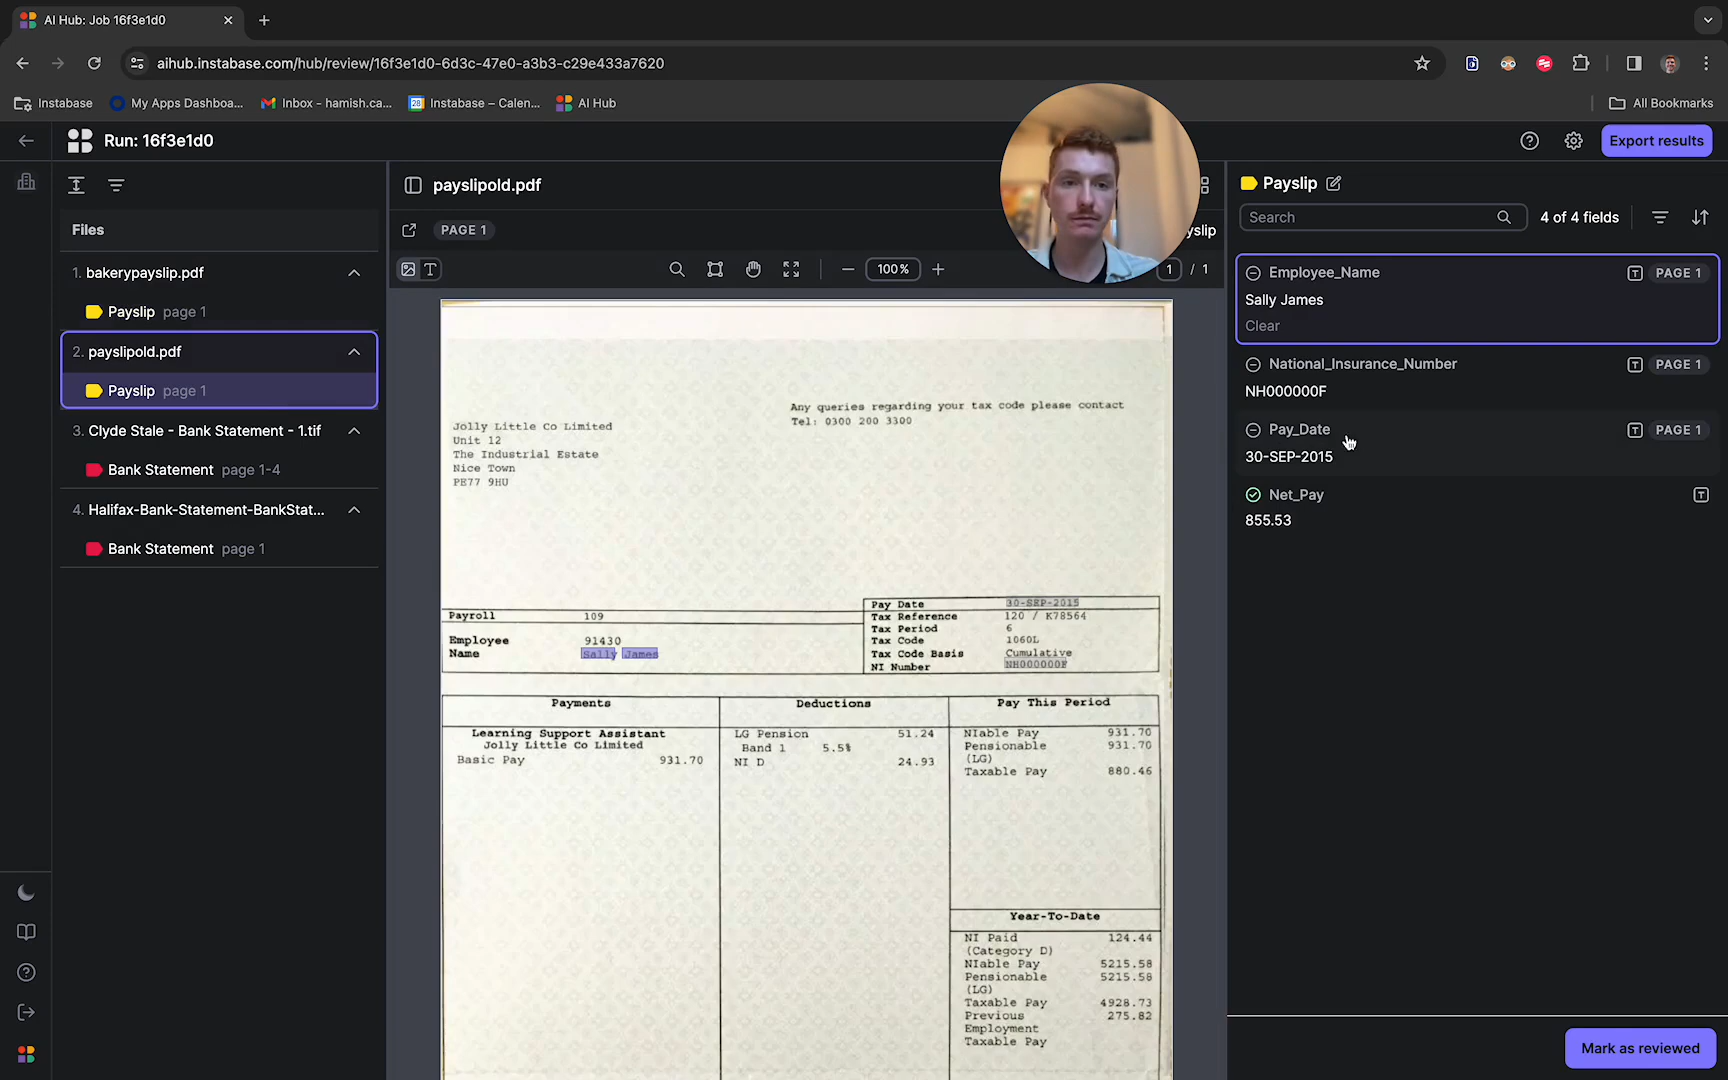 AI Hub: Job 16f3e1d0
aihub.instabase.com/hub/review/16f3e1d0-6d3c-47e0-a3b3-c29e433a7620
Instabase
My Apps Dashboa...
Inbox - hamish.ca...
28
Instabase – Calen...
AI Hub
All Bookmarks
Run: 16f3e1d0
Export results
Files
1. bakerypayslip.pdf
Payslip page 1
2. payslipold.pdf
Payslip page 1
3. Clyde Stale - Bank Statement - 1.tif
Bank Statement page 1-4
4. Halifax-Bank-Statement-BankStat...
Bank Statement page 1
payslipold.pdf
PAGE 1
yslip
T
100%
1 / 1
Any queries regarding your tax code please contact
Tel: 0300 200 3300
Jolly Little Co Limited
Unit 12
The Industrial Estate
Nice Town
PE77 9HU
Payroll 109
Employee 91430
Name Sally James
Pay Date 30-SEP-2015
Tax Reference 120 / K78564
Tax Period 6
Tax Code 1060L
Tax Code Basis Cumulative
NI Number NH000000F
Payments
Learning Support Assistant
Jolly Little Co Limited
Basic Pay 931.70
Deductions
LG Pension 51.24
Band 1 5.5%
NI D 24.93
Pay This Period
NIable Pay 931.70
Pensionable 931.70
(LG)
Taxable Pay 880.46
Year-To-Date
NI Paid 124.44
(Category D)
NIable Pay 5215.58
Pensionable 5215.58
(LG)
Taxable Pay 4928.73
Previous 275.82
Employment
Taxable Pay
Payslip
Search
4 of 4 fields
Employee_Name T PAGE 1
Sally James
Clear
National_Insurance_Number T PAGE 1
NH000000F
Pay_Date T PAGE 1
30-SEP-2015
Net_Pay T
855.53
Mark as reviewed